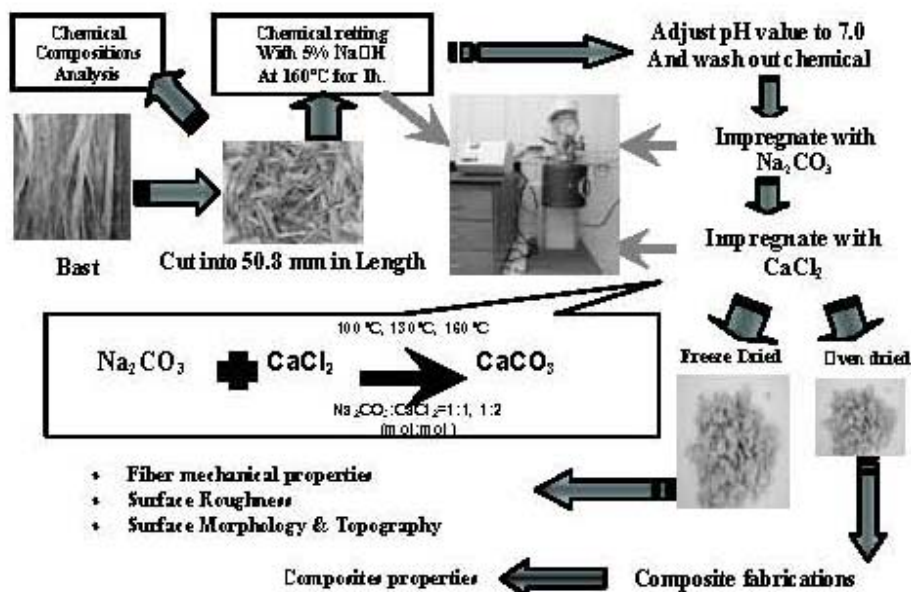 Chemical
Compositions
Analysis
Chemical retting
With 5% Na□H
At 160°C for 1h.
Adjust pH value to 7.0
And wash out chemical
Impregnate with
Na₂CO₃
Impregnate with
CaCl₂
Bast
Cut into 50.8 mm in Length
100 °C, 130 °C, 160 °C
Na₂CO₃ + CaCl₂ CaCO₃
Na₂CO₃:CaCl₂=1:1, 1:2
(mol:mol)
Freeze Dried
□ven dried
• Fiber mechanical properties
• Surface Roughness
• Surface Morphology & Topography
Composites properties
Composite fabrications